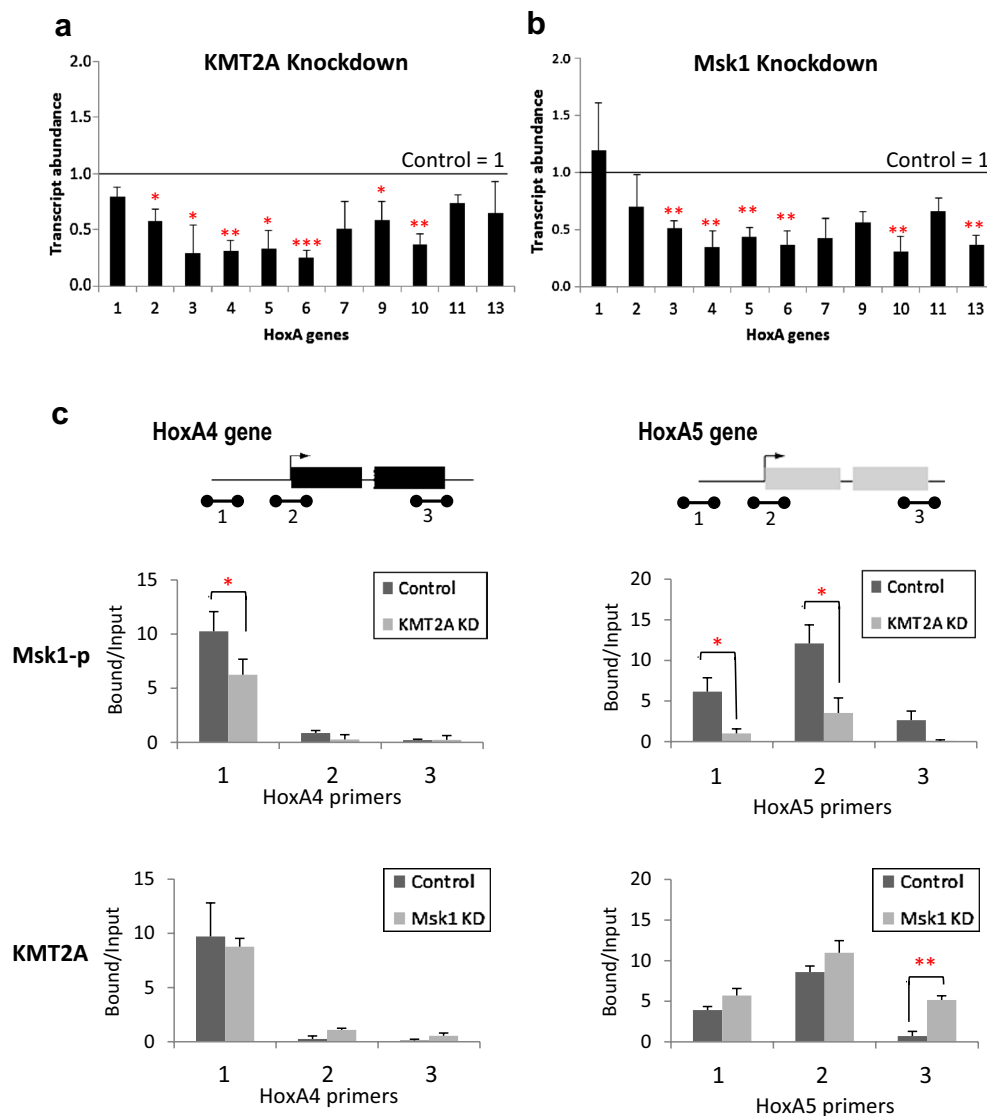 a
KMT2A Knockdown
Transcript abundance
2.0
1.5
1.0
0.5
0.0
Control = 1
* * ** * *** * **
1 2 3 4 5 6 7 9 10 11 13
HoxA genes
b
Msk1 Knockdown
Transcript abundance
2.0
1.5
1.0
0.5
0.0
Control = 1
** ** ** ** ** **
1 2 3 4 5 6 7 9 10 11 13
HoxA genes
c
HoxA4 gene
1 2 3
HoxA5 gene
1 2 3
Msk1-p
Bound/Input
15
10
5
0
*
Control
KMT2A KD
1 2 3
HoxA4 primers
Bound/Input
20
15
10
5
0
* *
Control
KMT2A KD
1 2 3
HoxA5 primers
KMT2A
Bound/Input
15
10
5
0
Control
Msk1 KD
1 2 3
HoxA4 primers
Bound/Input
20
15
10
5
0
**
Control
Msk1 KD
1 2 3
HoxA5 primers